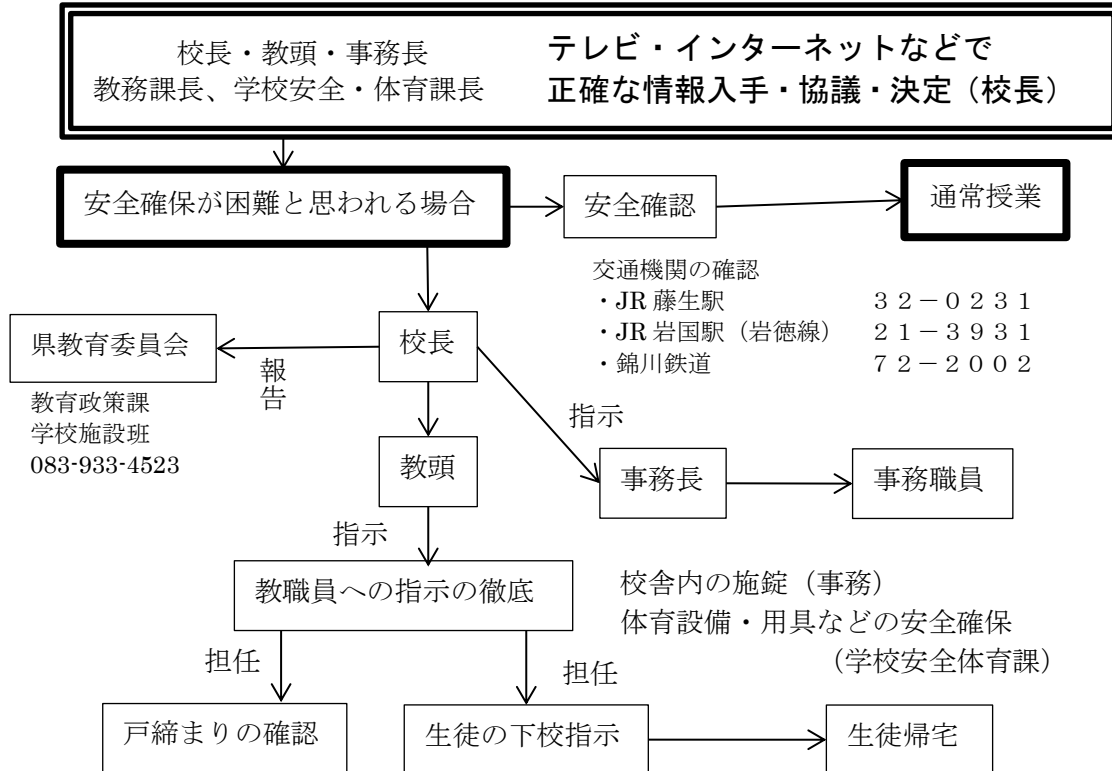 校長・教頭・事務長
教務課長、学校安全・体育課長
テレビ・インターネットなどで
正確な情報入手・協議・決定（校長）
安全確保が困難と思われる場合
安全確認
通常授業
交通機関の確認
・JR 藤生駅 ３２－０２３１
・JR 岩国駅（岩徳線） ２１－３９３１
・錦川鉄道 ７２－２００２
県教育委員会
報告
校長
教育政策課
学校施設班
083-933-4523
指示
教頭
事務長
事務職員
指示
教職員への指示の徹底
校舎内の施錠（事務）
体育設備・用具などの安全確保
（学校安全体育課）
担任
担任
戸締まりの確認
生徒の下校指示
生徒帰宅